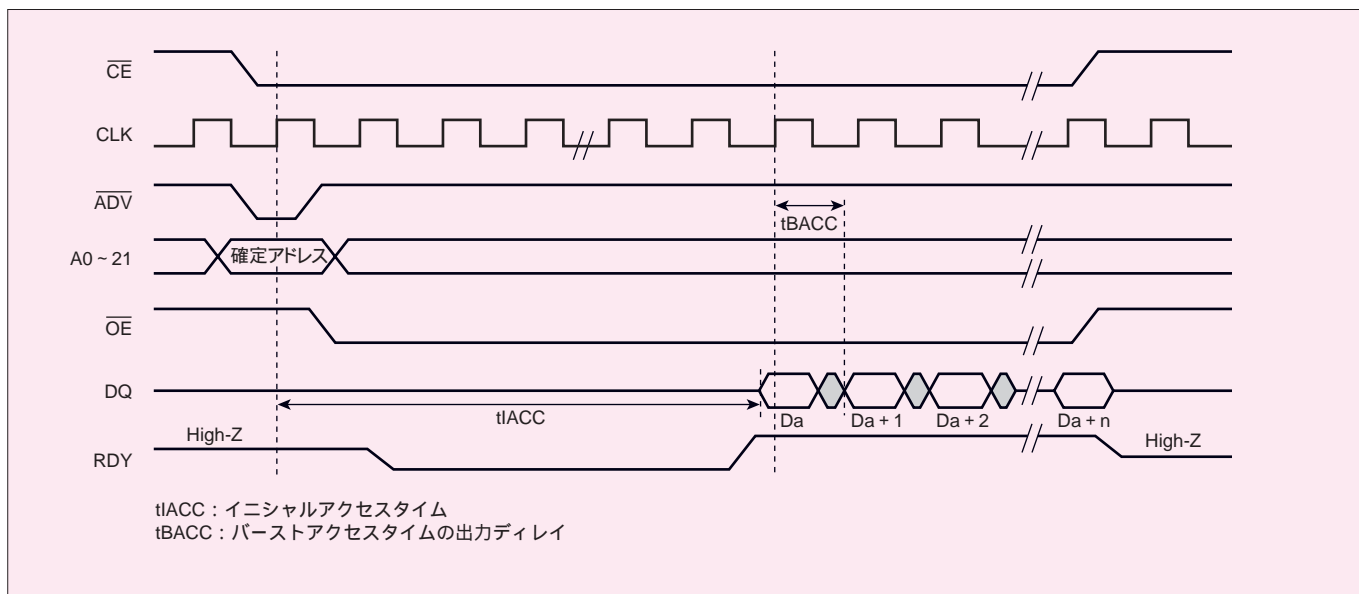 CE
CLK
ADV
tBACC
A0 ~ 21
確定アドレス
OE
DQ
tIACC
Da
Da + 1
Da + 2
Da + n
High-Z
High-Z
RDY
tIACC：イニシャルアクセスタイム
tBACC：バーストアクセスタイムの出力ディレイ